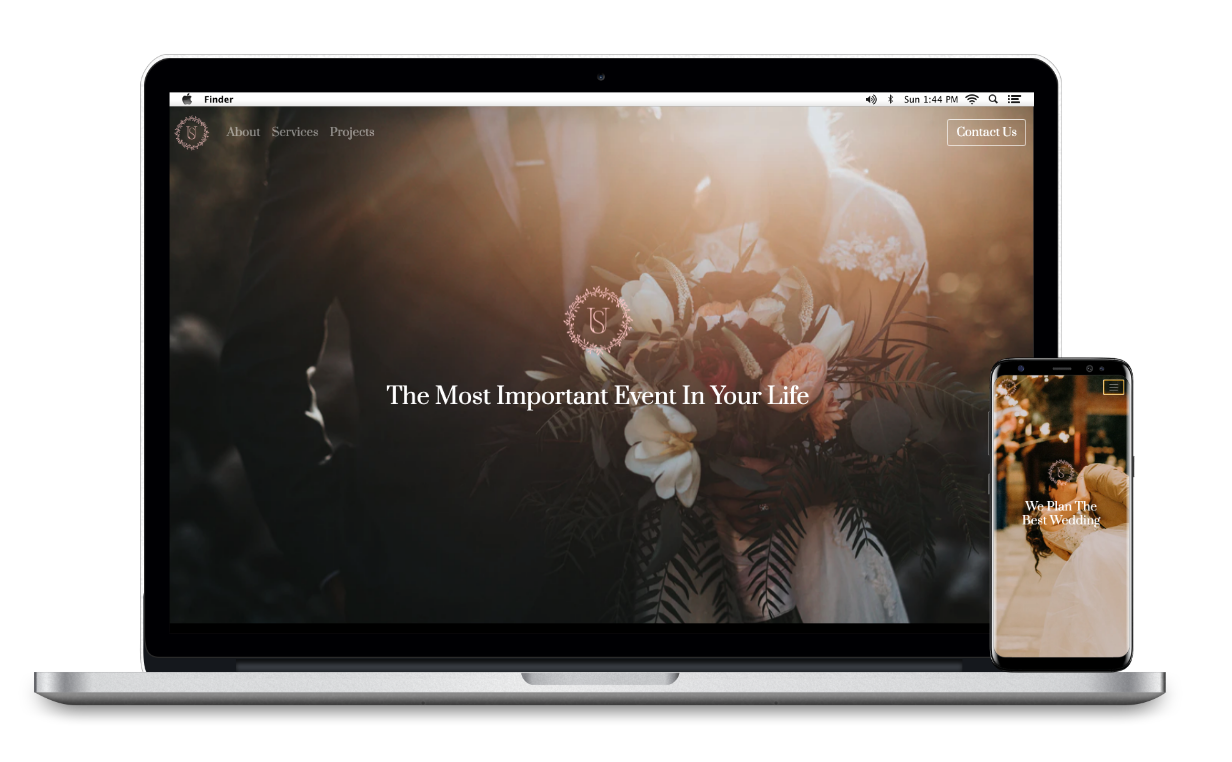 Finder
Sun 1:44 PM
About Services Projects
Contact Us
US
The Most Important Event In Your Life
We Plan The
Best Wedding